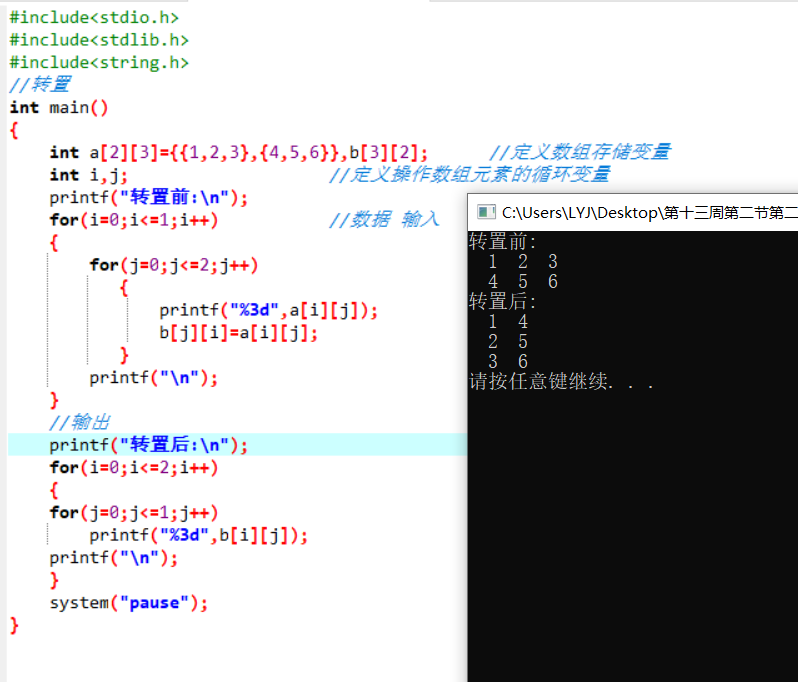 #include<stdio.h>
#include<stdlib.h>
#include<string.h>
//转置
int main()
{
    int a[2][3]={{1,2,3},{4,5,6}},b[3][2];      //定义数组存储变量
    int i,j;                    //定义操作数组元素的循环变量
    printf("转置前:\n");
    for(i=0;i<=1;i++)           //数据 输入
    {
        for(j=0;j<=2;j++)
           {
               printf("%3d",a[i][j]);
               b[j][i]=a[i][j];
           }
        printf("\n");
    }
    //输出
    printf("转置后:\n");
    for(i=0;i<=2;i++)
    {
    for(j=0;j<=1;j++)
        printf("%3d",b[i][j]);
    printf("\n");
    }
    system("pause");
}
C:\Users\LYJ\Desktop\第十三周第二节第二
转置前:
  1  2  3
  4  5  6
转置后:
  1  4
  2  5
  3  6
请按任意键继续. . .